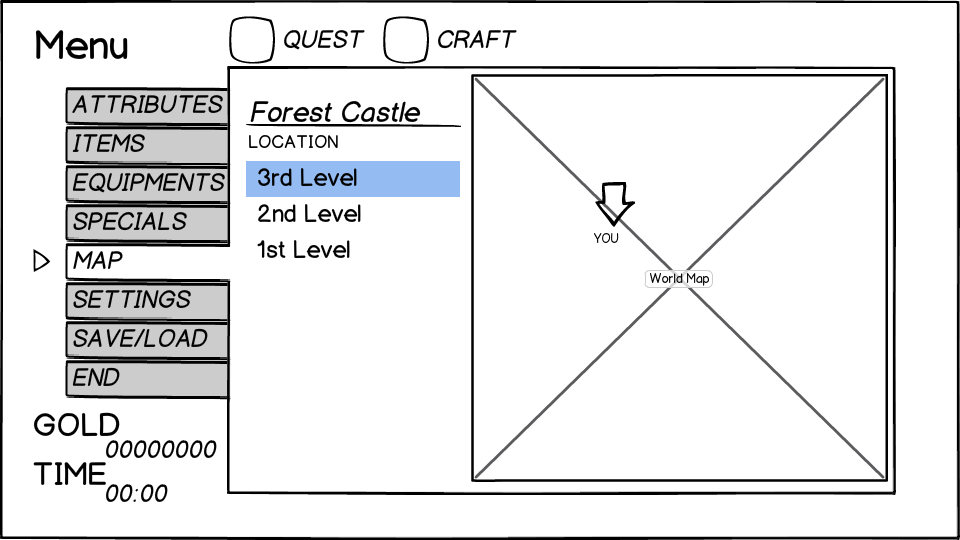 Menu
QUEST
CRAFT
ATTRIBUTES
ITEMS
EQUIPMENTS
SPECIALS
MAP
SETTINGS
SAVE/LOAD
END
GOLD
00000000
TIME
00:00
Forest Castle
LOCATION
3rd Level
2nd Level
1st Level
YOU
World Map